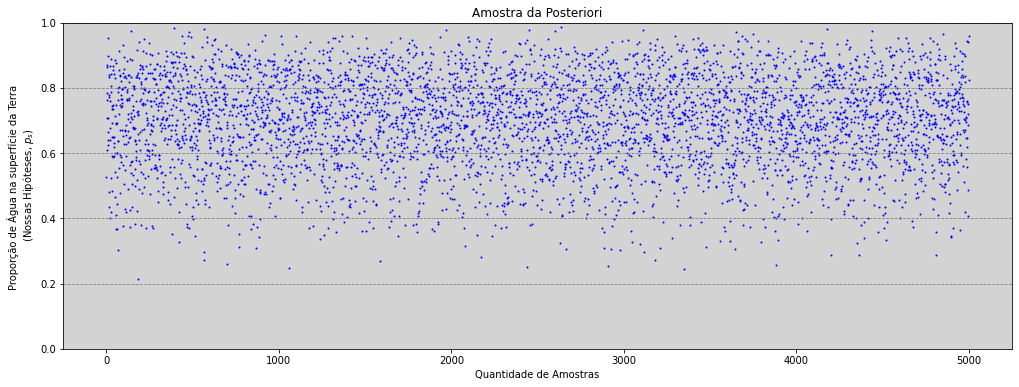 Amostra da Posteriori
Proporção de Água na superfície da Terra
(Nossas Hipóteses, pₛ)
1.0
0.8
0.6
0.4
0.2
0.0
0 1000 2000 3000 4000 5000
Quantidade de Amostras